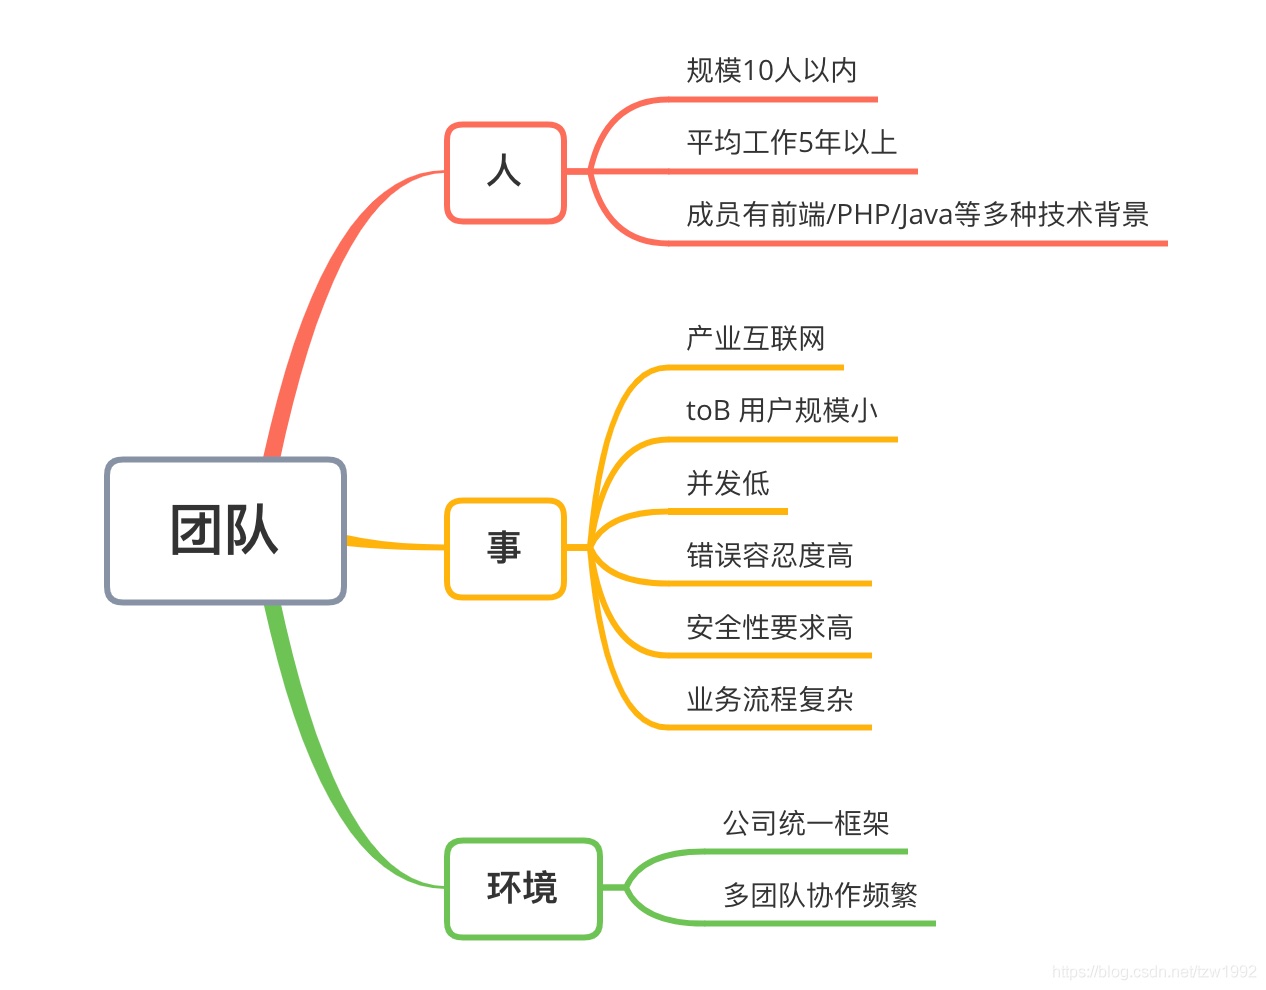 团队
人
规模10人以内
平均工作5年以上
成员有前端/PHP/Java等多种技术背景
事
产业互联网
toB 用户规模小
并发低
错误容忍度高
安全性要求高
业务流程复杂
环境
公司统一框架
多团队协作频繁
https://blog.csdn.net/tzw1992